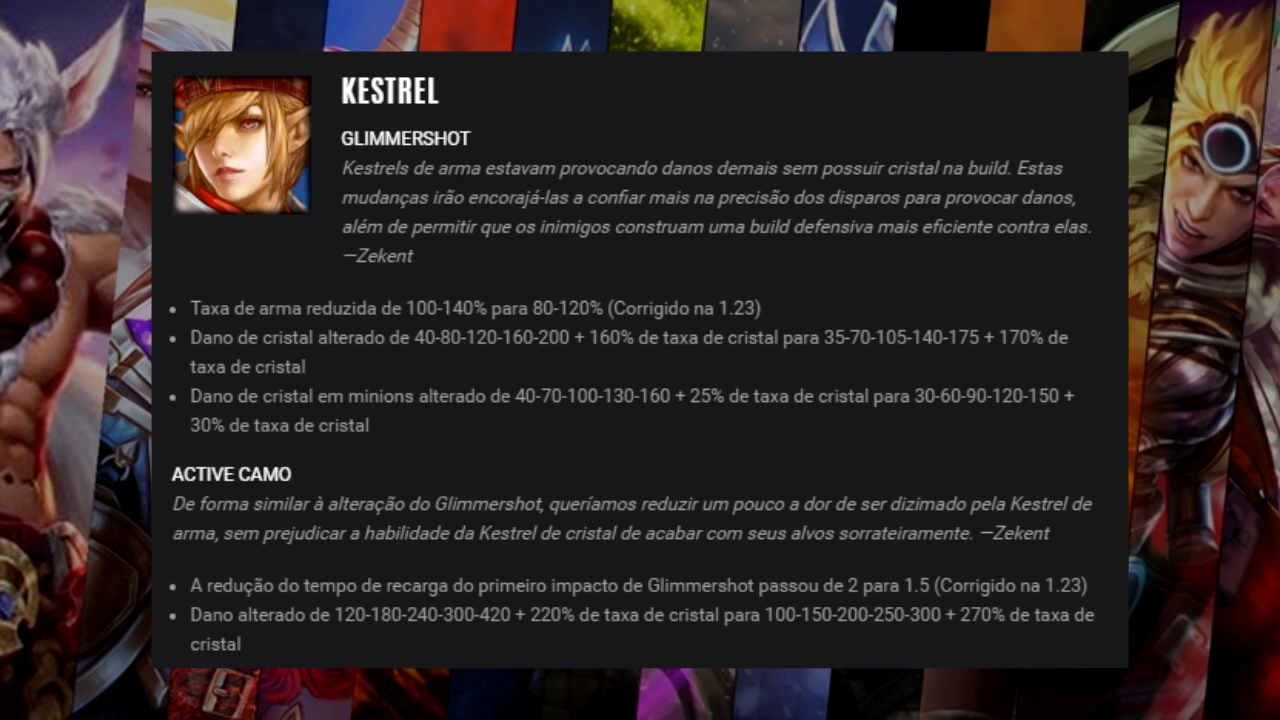 KESTREL
GLIMMERSHOT
Kestrels de arma estavam provocando danos demais sem possuir cristal na build. Estas
mudanças irão encorajá-las a confiar mais na precisão dos disparos para provocar danos,
além de permitir que os inimigos construam uma build defensiva mais eficiente contra elas.
—Zekent
• Taxa de arma reduzida de 100-140% para 80-120% (Corrigido na 1.23)
• Dano de cristal alterado de 40-80-120-160-200 + 160% de taxa de cristal para 35-70-105-140-175 + 170% de
taxa de cristal
• Dano de cristal em minions alterado de 40-70-100-130-160 + 25% de taxa de cristal para 30-60-90-120-150 +
30% de taxa de cristal
ACTIVE CAMO
De forma similar à alteração do Glimmershot, queríamos reduzir um pouco a dor de ser dizimado pela Kestrel de
arma, sem prejudicar a habilidade da Kestrel de cristal de acabar com seus alvos sorrateiramente. —Zekent
• A redução do tempo de recarga do primeiro impacto de Glimmershot passou de 2 para 1.5 (Corrigido na 1.23)
• Dano alterado de 120-180-240-300-420 + 220% de taxa de cristal para 100-150-200-250-300 + 270% de taxa de
cristal